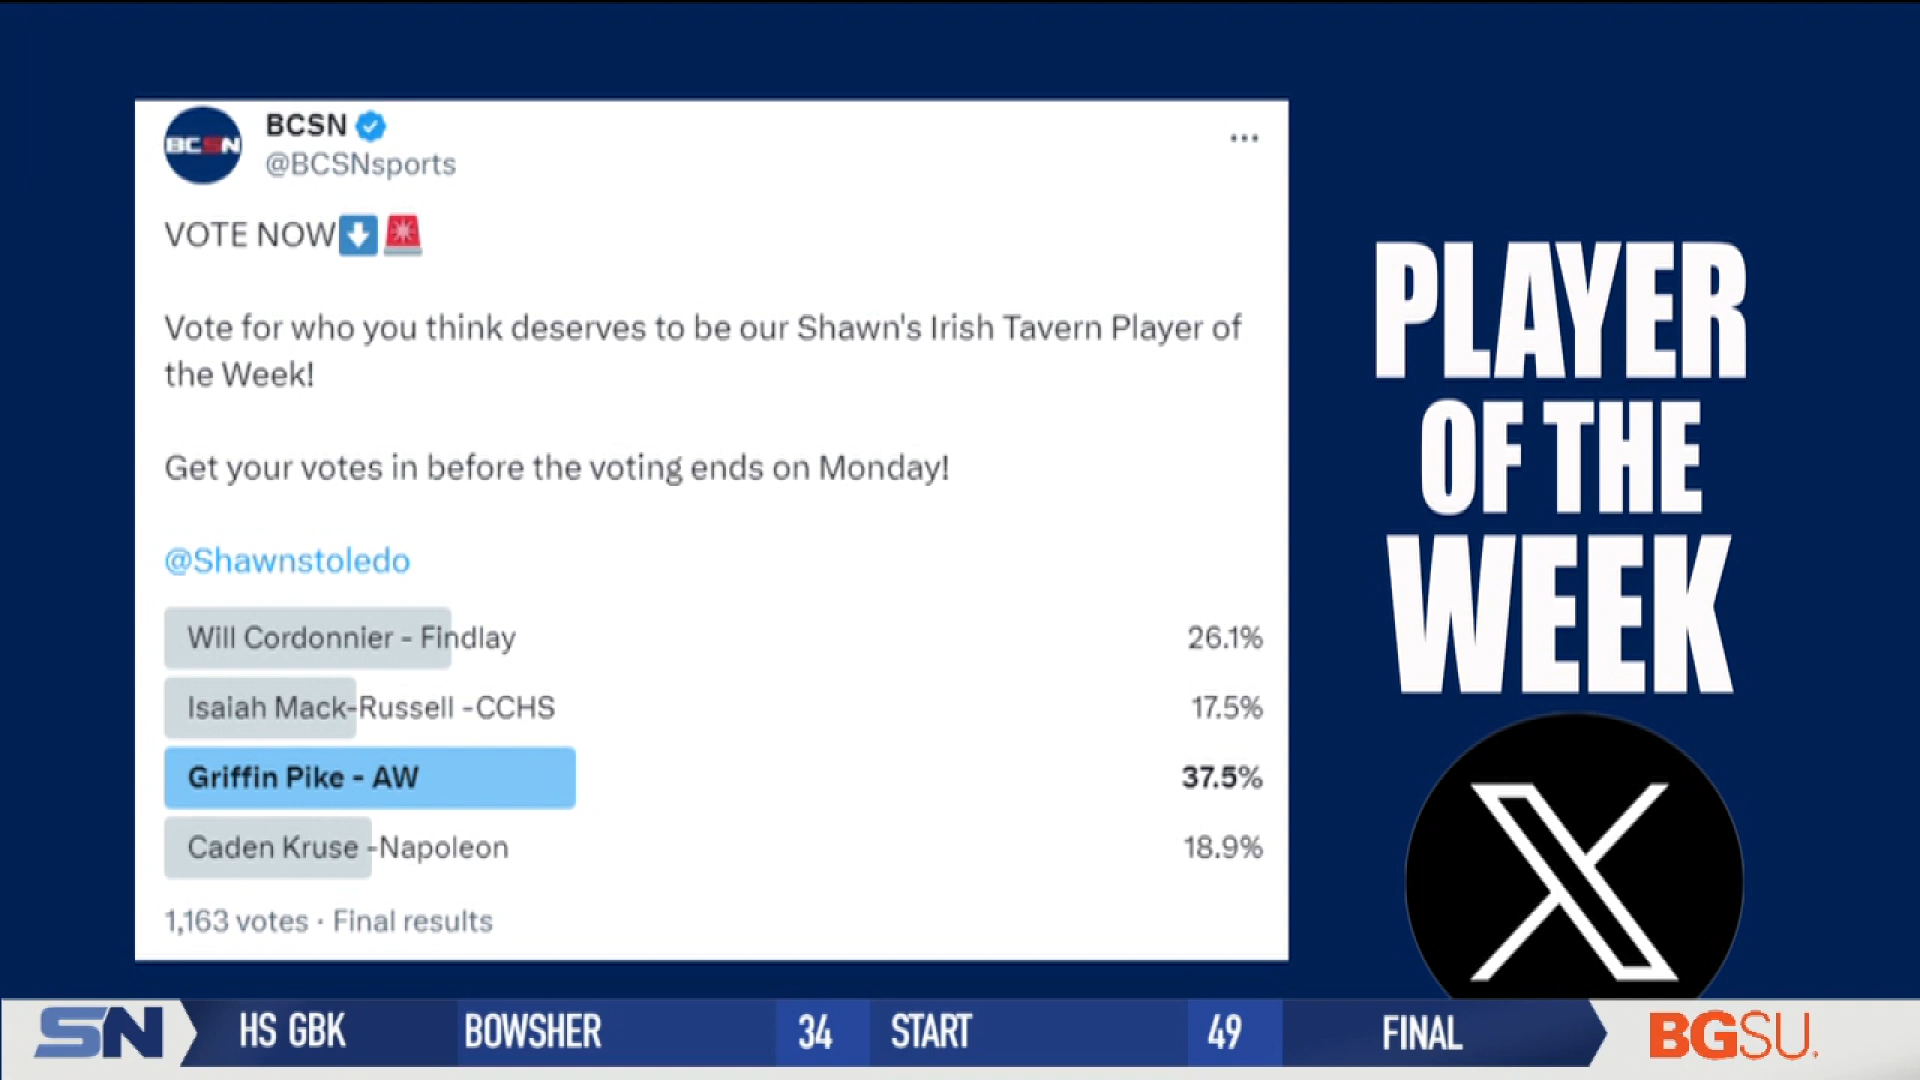 BCSN
BCSN
@BCSNsports
VOTE NOW⬇️🚨
Vote for who you think deserves to be our Shawn's Irish Tavern Player of
the Week!
Get your votes in before the voting ends on Monday!
@Shawnstoledo
Will Cordonnier - Findlay 26.1%
Isaiah Mack-Russell -CCHS 17.5%
Griffin Pike - AW 37.5%
Caden Kruse -Napoleon 18.9%
1,163 votes · Final results
PLAYER
OF THE
WEEK
X
SN HS GBK BOWSHER 34 START 49 FINAL BGSU.